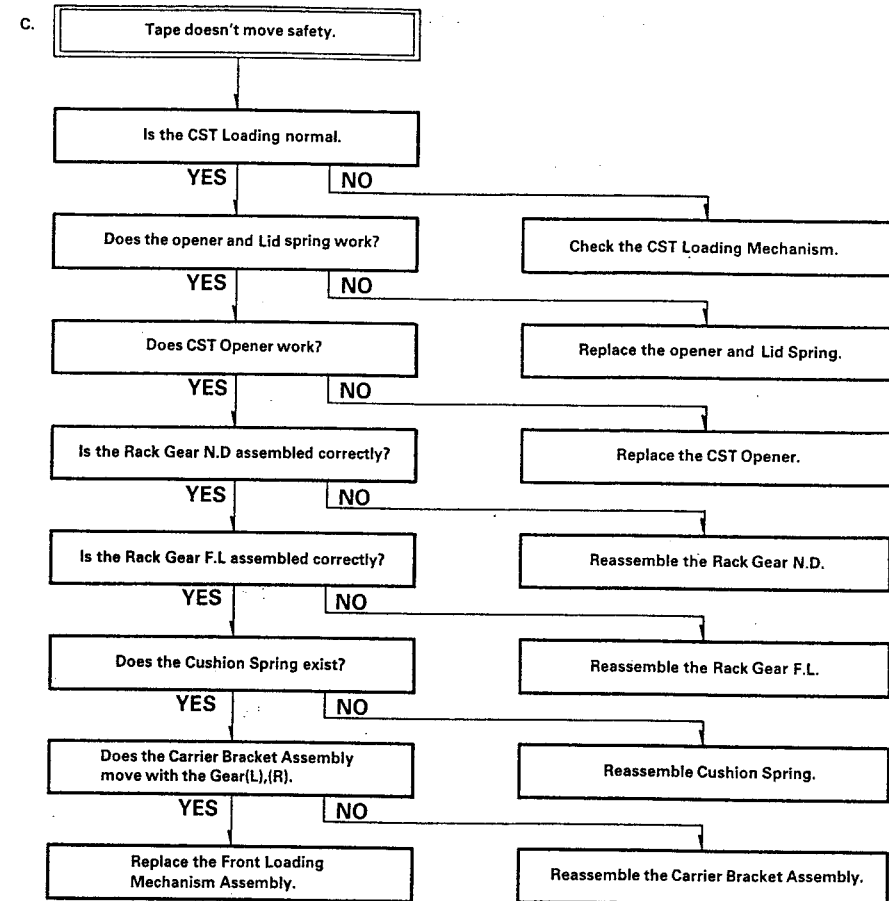 C.
Tape doesn't move safety.
Is the CST Loading normal.
YES
NO
Does the opener and Lid spring work?
Check the CST Loading Mechanism.
YES
NO
Does CST Opener work?
Replace the opener and Lid Spring.
YES
NO
Is the Rack Gear N.D assembled correctly?
Replace the CST Opener.
YES
NO
Is the Rack Gear F.L assembled correctly?
Reassemble the Rack Gear N.D.
YES
NO
Does the Cushion Spring exist?
Reassemble the Rack Gear F.L.
YES
NO
Does the Carrier Bracket Assembly
move with the Gear(L),(R).
Reassemble Cushion Spring.
YES
NO
Replace the Front Loading
Mechanism Assembly.
Reassemble the Carrier Bracket Assembly.